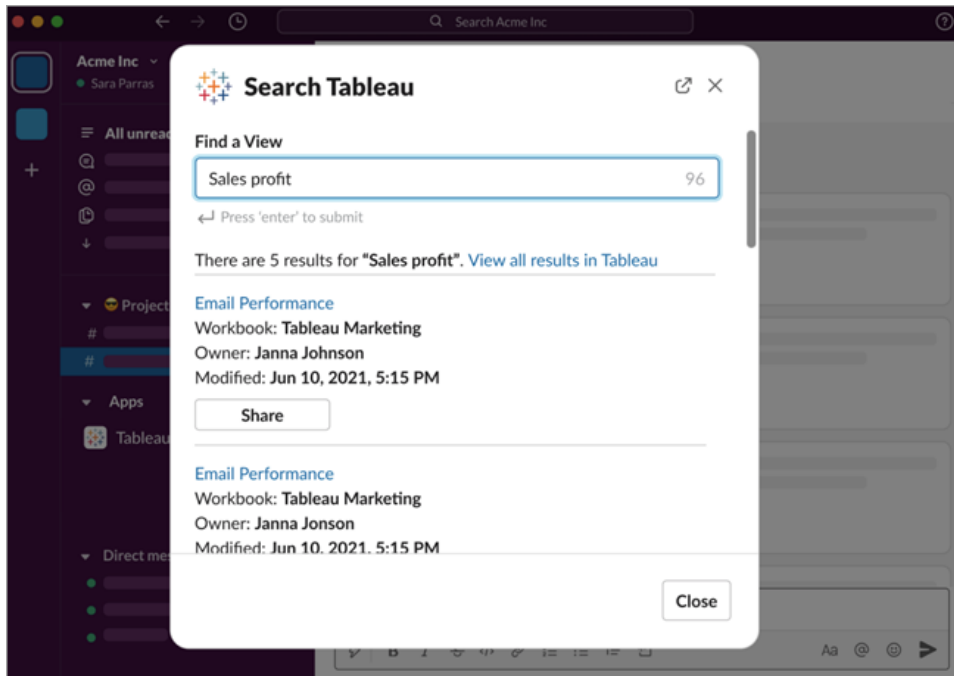 Search Acme Inc
Acme Inc
Sara Parras
All unread
Project
Apps
Tableau
Direct mes
Search Tableau
Find a View
Sales profit 96
Press 'enter' to submit
There are 5 results for “Sales profit”. View all results in Tableau
Email Performance
Workbook: Tableau Marketing
Owner: Janna Johnson
Modified: Jun 10, 2021, 5:15 PM
Share
Email Performance
Workbook: Tableau Marketing
Owner: Janna Jonson
Modified: Jun 10, 2021, 5:15 PM
Close
B I
Aa @